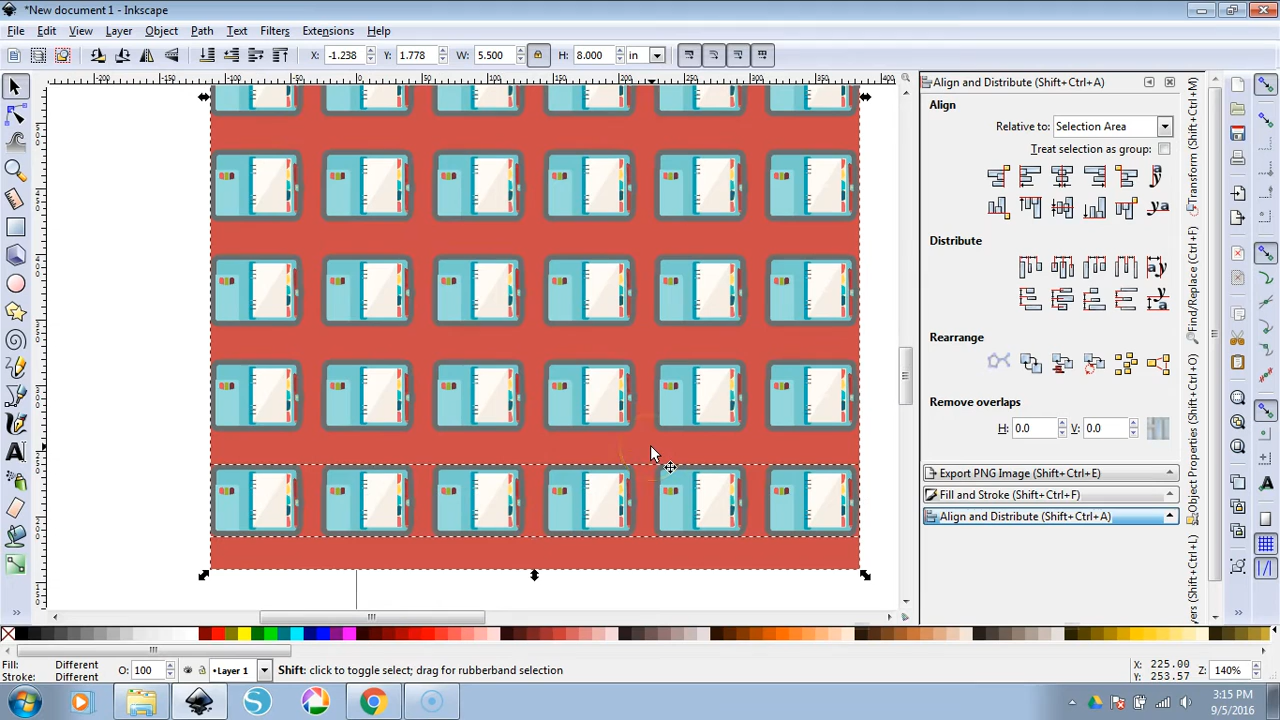 *New document 1 - Inkscape
File Edit View Layer Object Path Text Filters Extensions Help
X: -1.238 Y: 1.778 W: 5.500 H: 8.000 in
Align and Distribute (Shift+Ctrl+A)
Align
Relative to: Selection Area
Treat selection as group:
Distribute
Rearrange
Remove overlaps
H: 0.0 V: 0.0
Export PNG Image (Shift+Ctrl+E)
Fill and Stroke (Shift+Ctrl+F)
Align and Distribute (Shift+Ctrl+A)
Transform (Shift+Ctrl+M)
Find/Replace (Ctrl+F)
Object Properties (Shift+Ctrl+O)
Layers (Shift+Ctrl+L)
Fill: Different
Stroke: Different
O: 100
Layer 1
Shift: click to toggle select; drag for rubberband selection
X: 225.00
Y: 253.57
Z: 140%
3:15 PM
9/5/2016